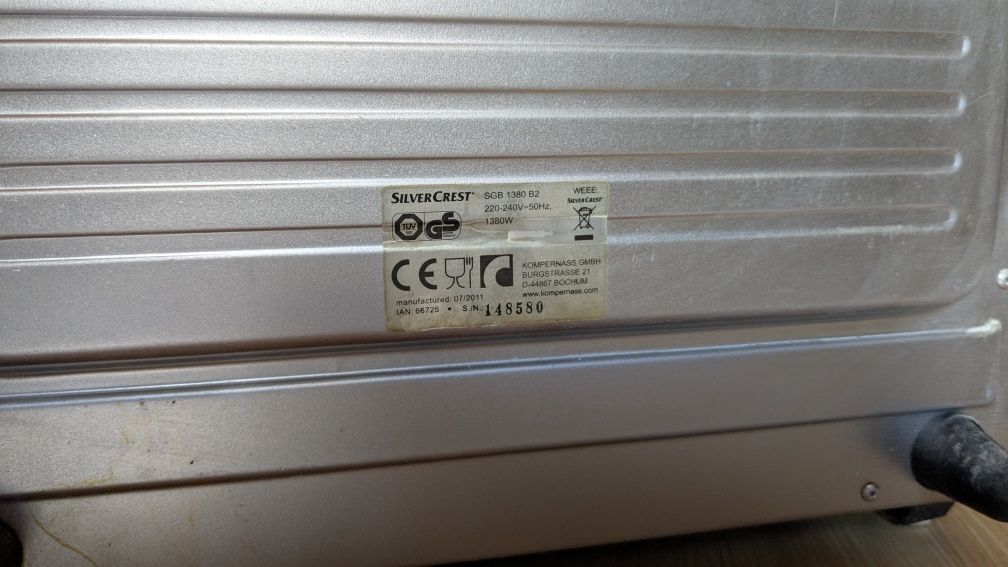 SILVERCREST® SGB 1380 B2 WEEE:
220-240V~50Hz, SILVERCREST®
1380W
TÜV GS
CE
KOMPERNASS GMBH
BURGSTRASSE 21
D-44867 BOCHUM
www.kompernass.com
manufactured: 07/2011
IAN: 66725 • S./N.: 148580